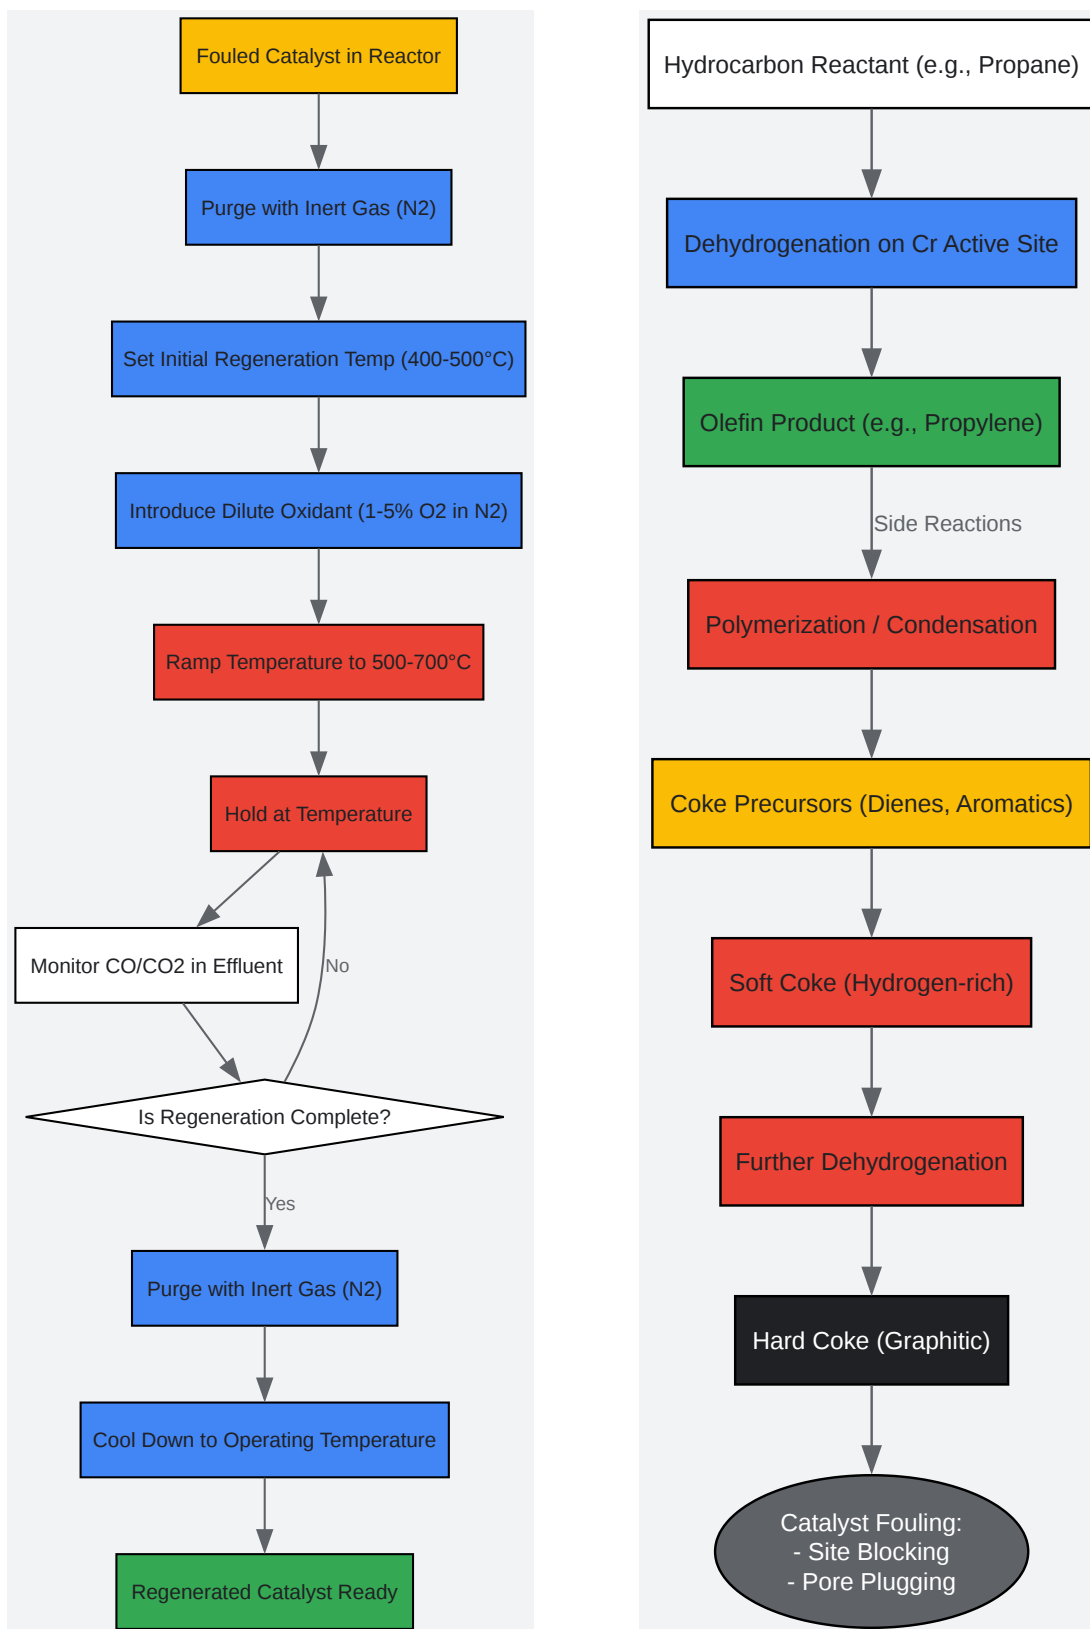 Fouled Catalyst in Reactor
Purge with Inert Gas (N2)
Set Initial Regeneration Temp (400-500°C)
Introduce Dilute Oxidant (1-5% O2 in N2)
Ramp Temperature to 500-700°C
Hold at Temperature
Monitor CO/CO2 in Effluent
No
Is Regeneration Complete?
Yes
Purge with Inert Gas (N2)
Cool Down to Operating Temperature
Regenerated Catalyst Ready
Hydrocarbon Reactant (e.g., Propane)
Dehydrogenation on Cr Active Site
Olefin Product (e.g., Propylene)
Side Reactions
Polymerization / Condensation
Coke Precursors (Dienes, Aromatics)
Soft Coke (Hydrogen-rich)
Further Dehydrogenation
Hard Coke (Graphitic)
Catalyst Fouling:
- Site Blocking
- Pore Plugging